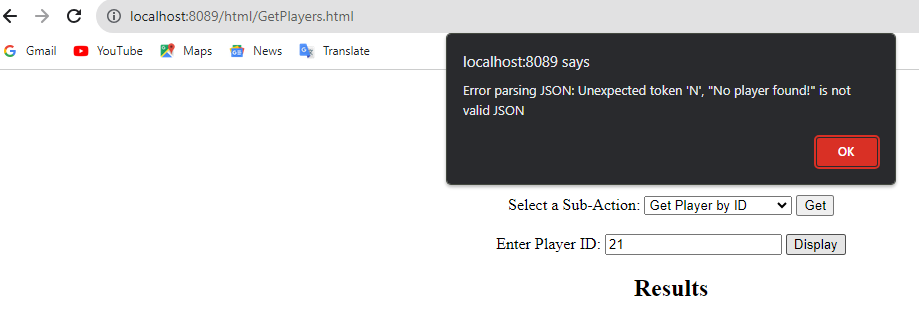 localhost:8089/html/GetPlayers.html
Gmail YouTube Maps News Translate
localhost:8089 says
Error parsing JSON: Unexpected token 'N', "No player found!" is not
valid JSON
OK
Select a Sub-Action: Get Player by ID Get
Enter Player ID: 21 Display
Results